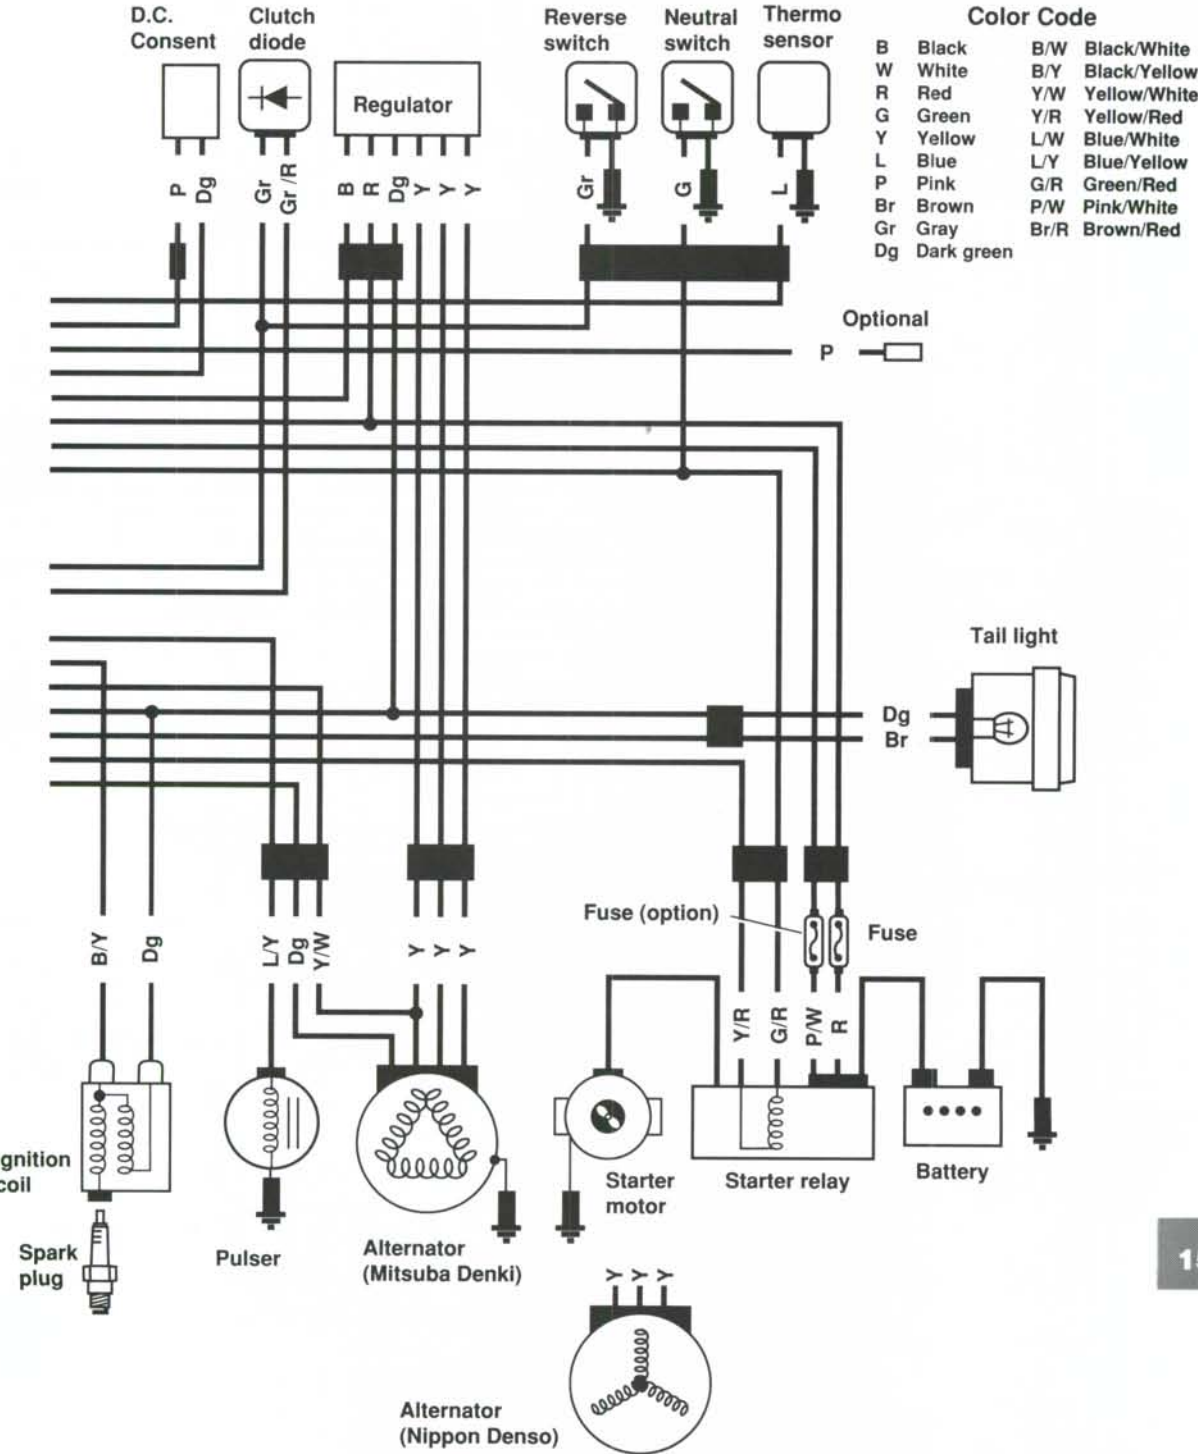 D.C.
Consent
Clutch
diode
Regulator
Reverse
switch
Neutral
switch
Thermo
sensor
Color Code
B Black
W White
R Red
G Green
Y Yellow
L Blue
P Pink
Br Brown
Gr Gray
Dg Dark green
B/W Black/White
B/Y Black/Yellow
Y/W Yellow/White
Y/R Yellow/Red
L/W Blue/White
L/Y Blue/Yellow
G/R Green/Red
P/W Pink/White
Br/R Brown/Red
P
Dg
Gr
Gr /R
B
R
Dg
Y
Y
Y
Gr
G
L
Optional
P
Tail light
Dg
Br
Fuse (option)
Fuse
B/Y
Dg
L/Y
Dg
Y/W
Y
Y
Y
Y/R
G/R
P/W
R
gnition
coil
Spark
plug
Pulser
Alternator
(Mitsuba Denki)
Starter
motor
Starter relay
Battery
Y
Y
Y
Alternator
(Nippon Denso)